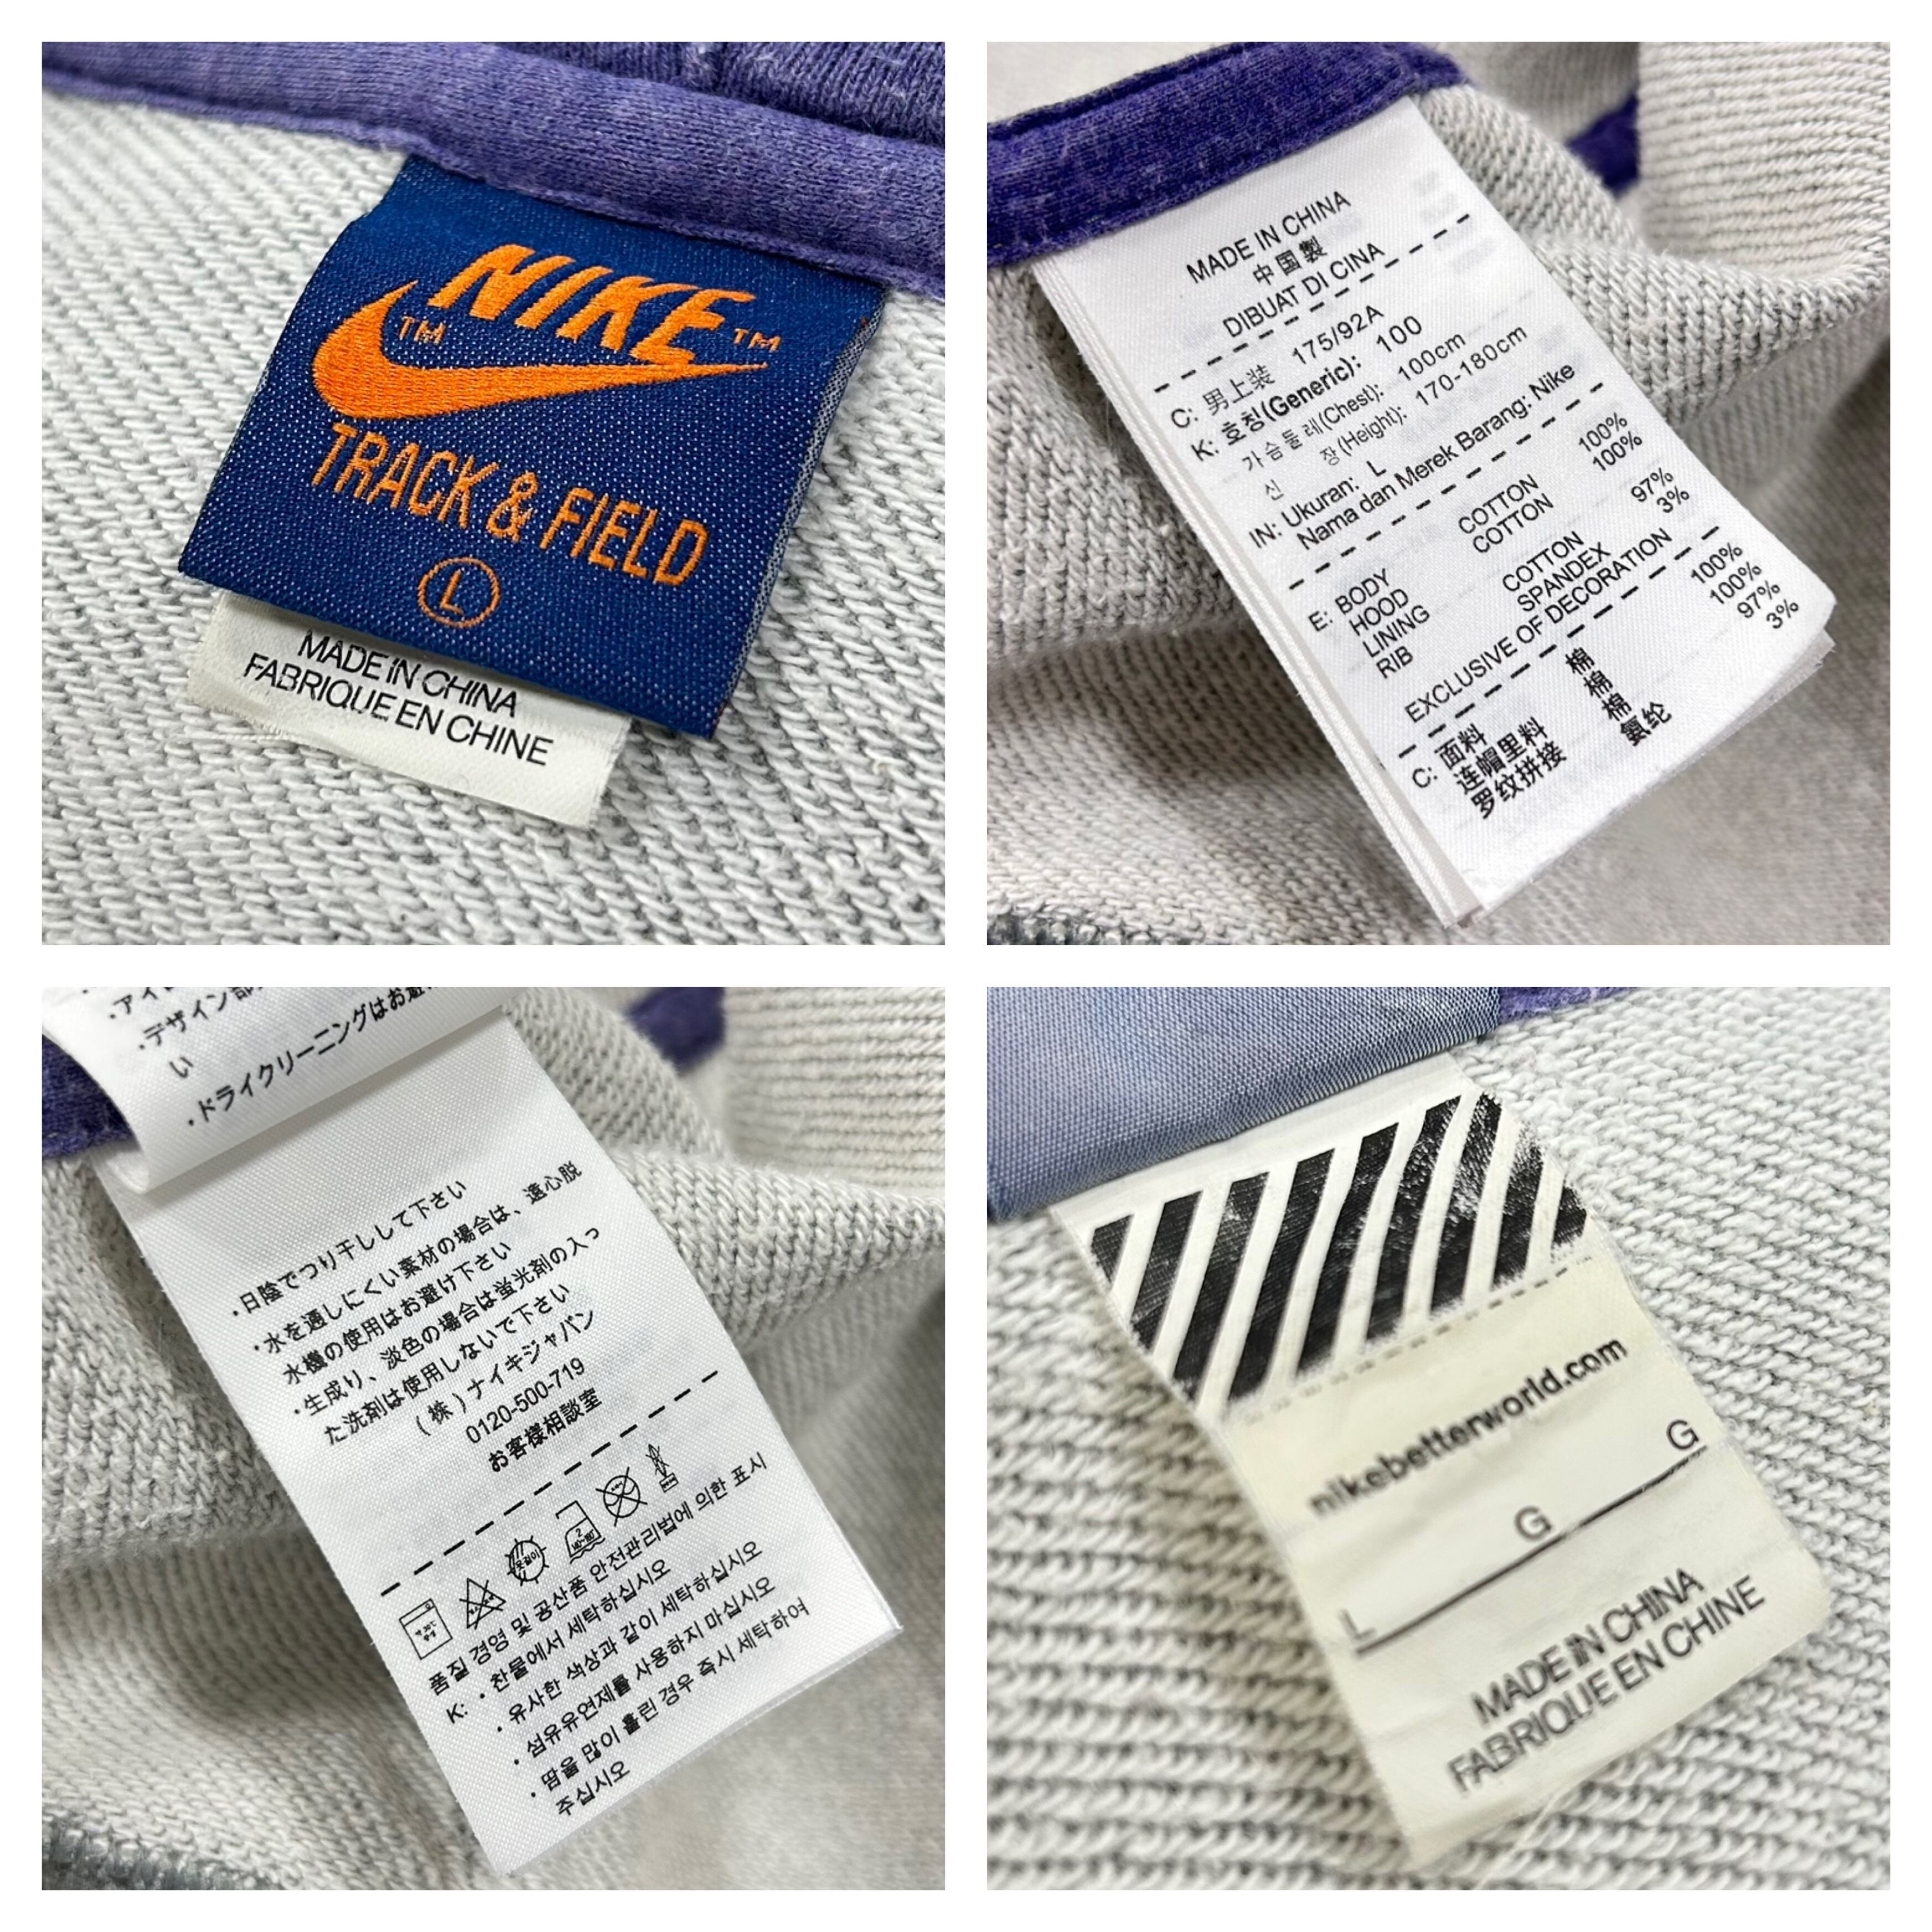 NIKE
TM TM
TRACK & FIELD
L
MADE IN CHINA
FABRIQUE EN CHINE
MADE IN CHINA
中国製
DIBUAT DI CINA
C: 男上装 175/92A
K: 호칭(Generic): 100
가슴둘레(Chest): 100cm
신 장(Height): 170-180cm
IN: Ukuran: L
Nama dan Merek Barang: Nike
E: BODY COTTON 100%
HOOD LINING COTTON 100%
RIB COTTON 97%
SPANDEX 3%
EXCLUSIVE OF DECORATION
C: 面料 棉 100%
连帽里料 棉 100%
罗纹拼接 棉 97%
氨纶 3%
・デザイン部
い
・ドライクリーニングはお避
・日陰でつり干しして下さい
・水を通しにくい素材の場合は、遠心脱
水機の使用はお避け下さい
・生成り、淡色の場合は蛍光剤の入っ
た洗剤は使用しないで下さい
(株)ナイキジャパン
0120-500-719
お客様相談室
품질 경영 및 공산품 안전관리법에 의한 표시
K: ・찬물에서 세탁하십시오
・유사한 색상과 같이 세탁하십시오
・섬유유연제를 사용하지 마십시오
・땀을 많이 흘린 경우 즉시 세탁하여
주십시오
nikebetterworld.com
L G G
MADE IN CHINA
FABRIQUE EN CHINE